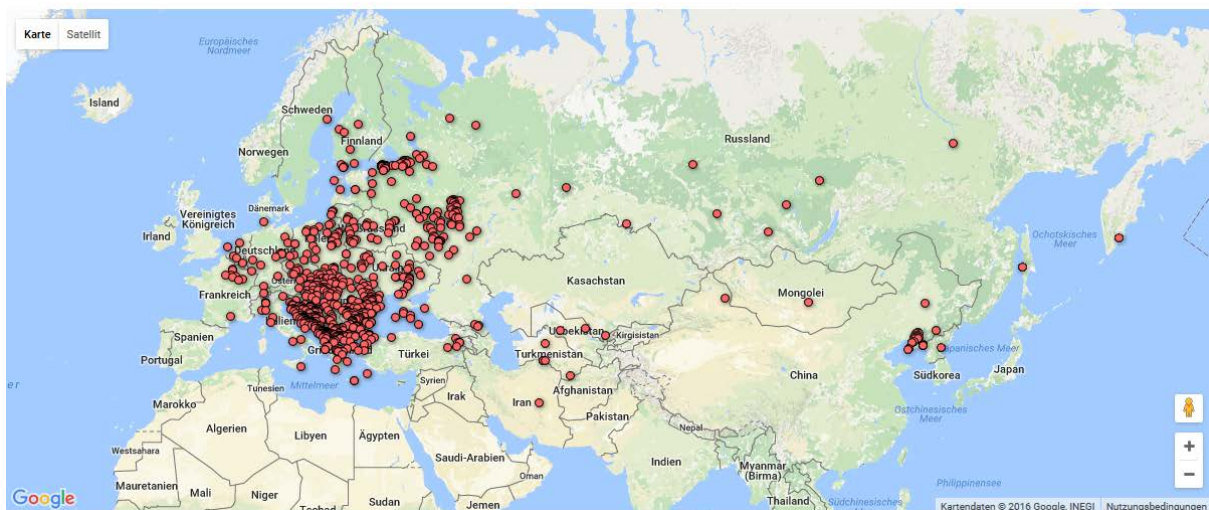 Karte Satellit
Europäisches
Nordmeer
Island
Schweden
Finnland
Norwegen
Russland
Dänemark
Vereinigtes
Königreich
Irland
Deutschland
Ochotskisches
Meer
Frankreich
Kasachstan
Mongolei
Spanien
Portugal
Türkei
Usbekistan
Kirgisistan
Turkmenistan
Japanisches Meer
China
Südkorea
Japan
Mittelmeer
Tunesien
Syrien
Irak
Iran
Afghanistan
Pakistan
Marokko
Algerien
Libyen
Ägypten
Nepal
Ostchinesisches
Meer
Westsahara
Saudi-Arabien
Oman
Indien
Myanmar
(Birma)
Mauretanien
Mali
Niger
Sudan
Jemen
Thailand
Südchinesisches
Philippinensee
Google
Kartendaten © 2016 Google, INEGI Nutzungsbedingungen